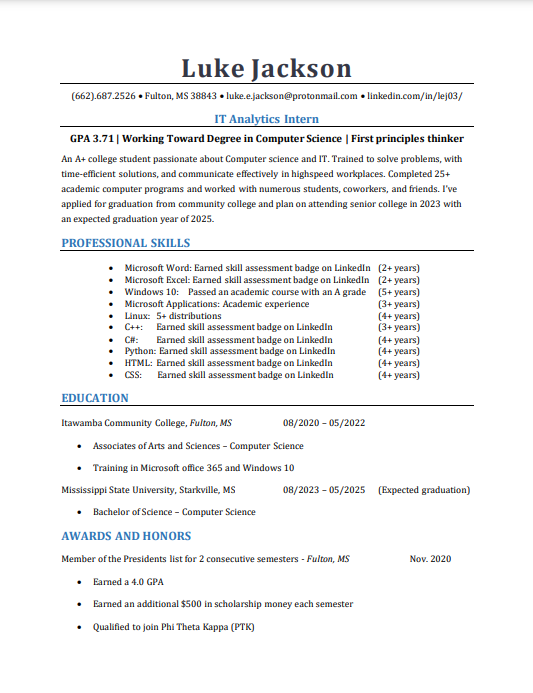 Luke Jackson
(662).687.2526 ● Fulton, MS 38843 ● luke.e.jackson@protonmail.com ● linkedin.com/in/lej03/
IT Analytics Intern
GPA 3.71 | Working Toward Degree in Computer Science | First principles thinker
An A+ college student passionate about Computer science and IT. Trained to solve problems, with
time-efficient solutions, and communicate effectively in highspeed workplaces. Completed 25+
academic computer programs and worked with numerous students, coworkers, and friends. I've
applied for graduation from community college and plan on attending senior college in 2023 with
an expected graduation year of 2025.
PROFESSIONAL SKILLS
• Microsoft Word: Earned skill assessment badge on LinkedIn (2+ years)
• Microsoft Excel: Earned skill assessment badge on LinkedIn (2+ years)
• Windows 10: Passed an academic course with an A grade (5+ years)
• Microsoft Applications: Academic experience (3+ years)
• Linux: 5+ distributions (4+ years)
• C++: Earned skill assessment badge on LinkedIn (3+ years)
• C#: Earned skill assessment badge on LinkedIn (4+ years)
• Python: Earned skill assessment badge on LinkedIn (4+ years)
• HTML: Earned skill assessment badge on LinkedIn (4+ years)
• CSS: Earned skill assessment badge on LinkedIn (4+ years)
EDUCATION
Itawamba Community College, Fulton, MS 08/2020 – 05/2022
• Associates of Arts and Sciences – Computer Science
• Training in Microsoft office 365 and Windows 10
Mississippi State University, Starkville, MS 08/2023 – 05/2025 (Expected graduation)
• Bachelor of Science – Computer Science
AWARDS AND HONORS
Member of the Presidents list for 2 consecutive semesters - Fulton, MS Nov. 2020
• Earned a 4.0 GPA
• Earned an additional $500 in scholarship money each semester
• Qualified to join Phi Theta Kappa (PTK)